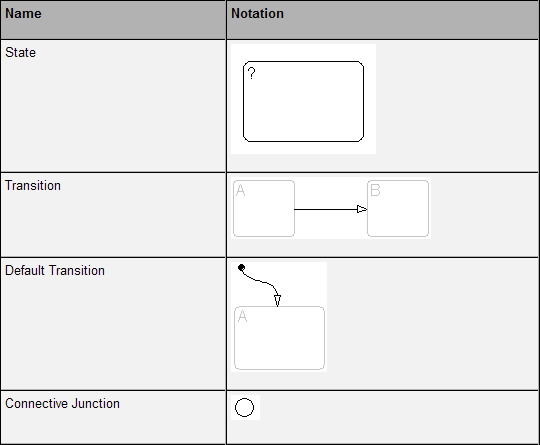 Name Notation
State
?
Transition
A B
Default Transition
A
Connective Junction